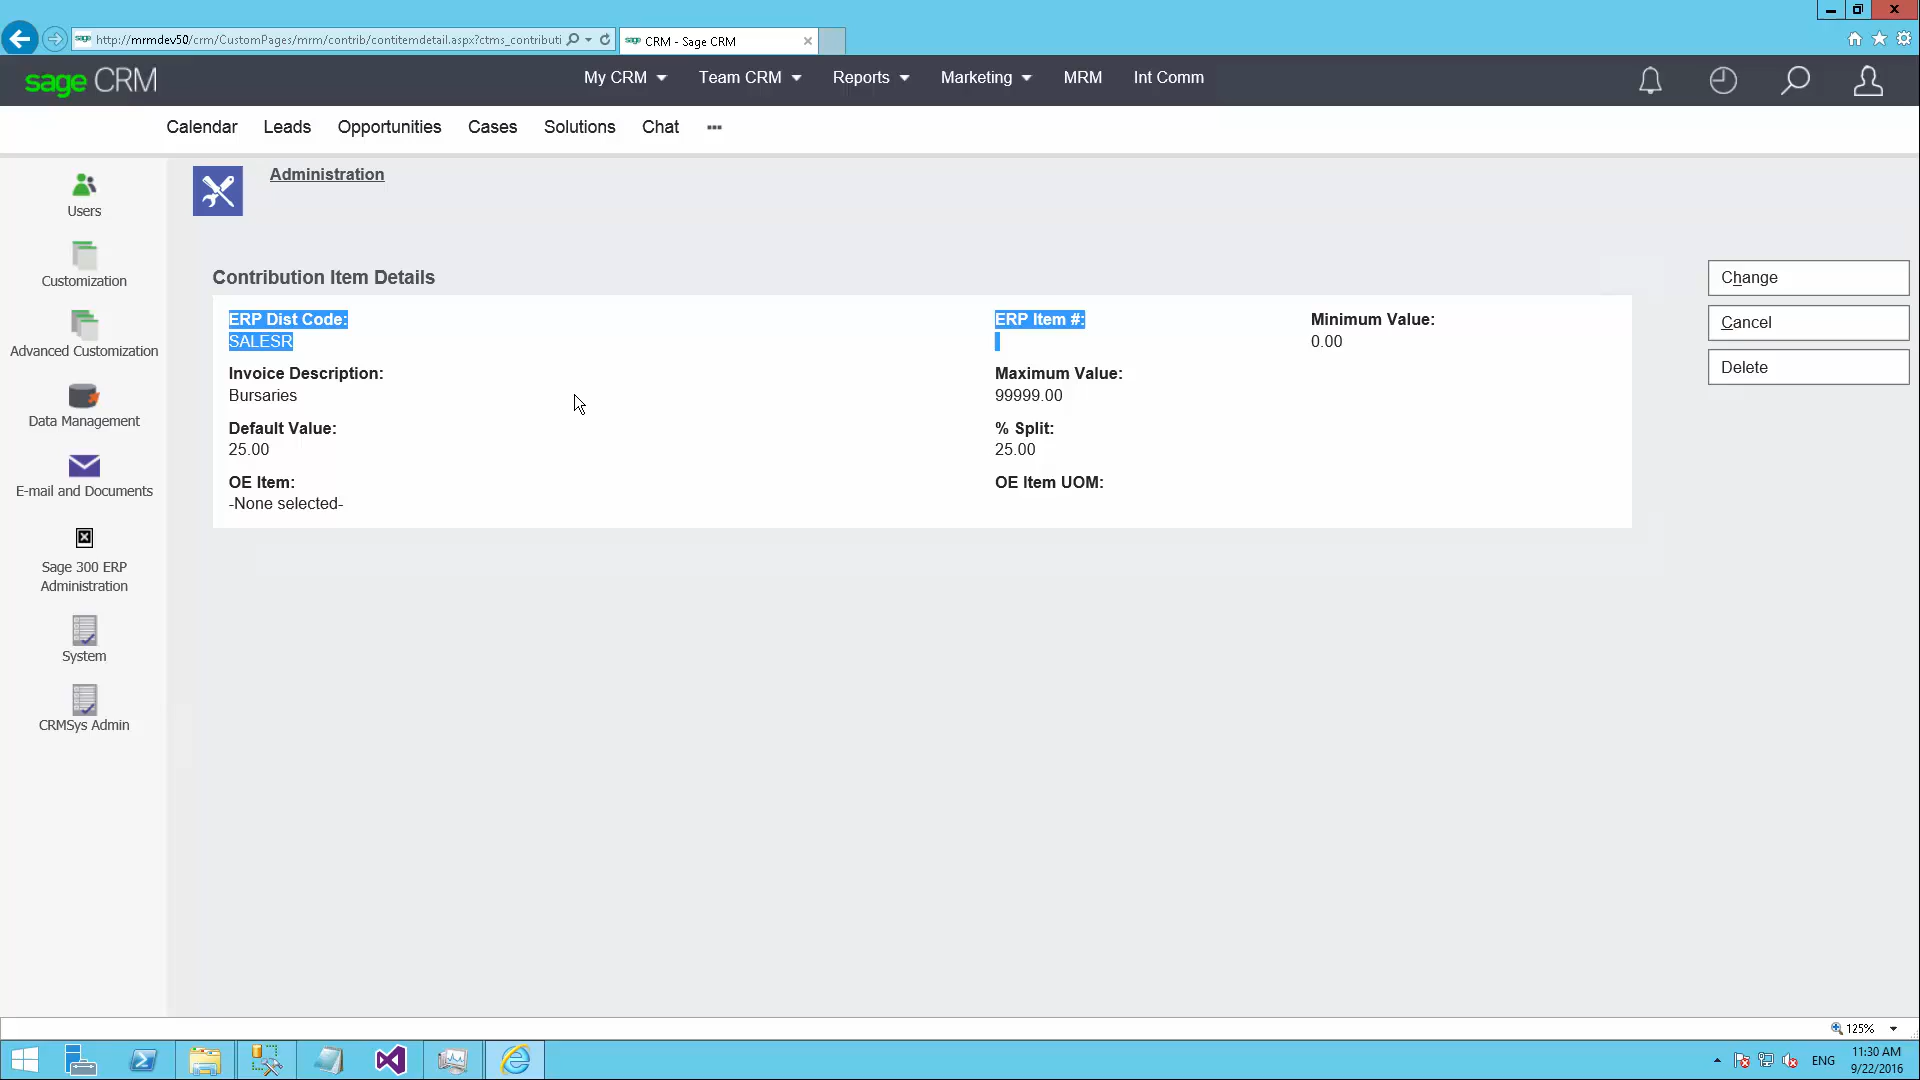 http://mrmdev50/crm/CustomPages/mrm/contrib/contitemdetail.aspx?ctms_contributi
CRM - Sage CRM
sage CRM
My CRM
Team CRM
Reports
Marketing
MRM
Int Comm
Calendar
Leads
Opportunities
Cases
Solutions
Chat
Users
Customization
Advanced Customization
Data Management
E-mail and Documents
Sage 300 ERP
Administration
System
CRMSys Admin
Administration
Contribution Item Details
ERP Dist Code:
SALESR
ERP Item #:
Minimum Value:
0.00
Invoice Description:
Bursaries
Maximum Value:
99999.00
Default Value:
25.00
% Split:
25.00
OE Item:
-None selected-
OE Item UOM:
Change
Cancel
Delete
125%
ENG
11:30 AM
9/22/2016